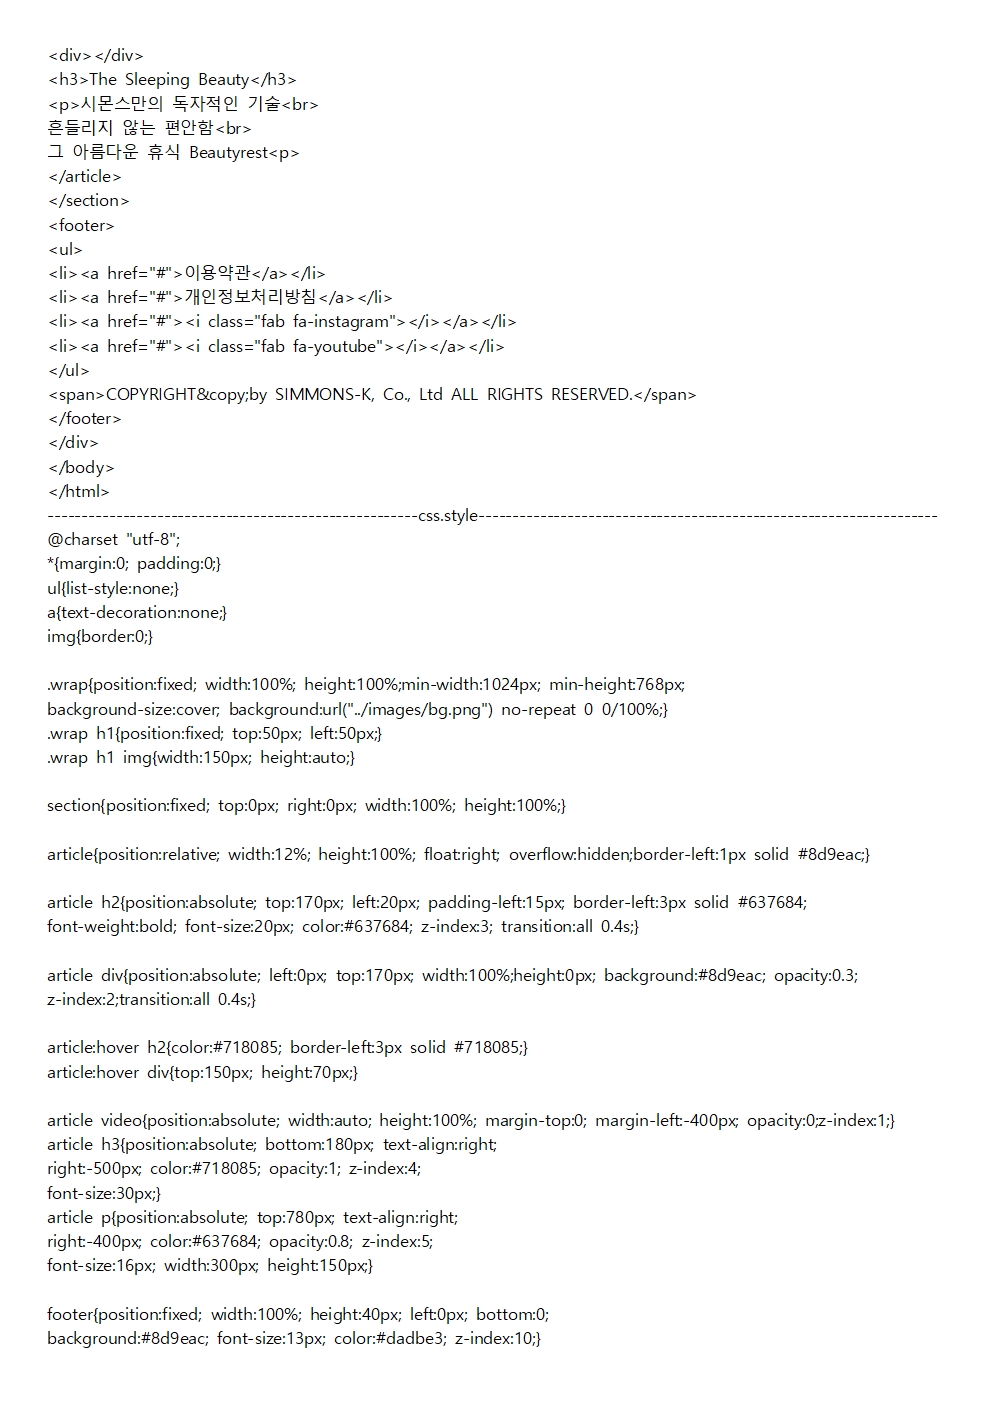 <div></div>
<h3>The Sleeping Beauty</h3>
<p>시몬스만의 독자적인 기술<br>
흔들리지 않는 편안함<br>
그 아름다운 휴식 Beautyrest<p>
</article>
</section>
<footer>
<ul>
<li><a href="#">이용약관</a></li>
<li><a href="#">개인정보처리방침</a></li>
<li><a href="#"><i class="fab fa-instagram"></i></a></li>
<li><a href="#"><i class="fab fa-youtube"></i></a></li>
</ul>
<span>COPYRIGHT&copy;by SIMMONS-K, Co., Ltd ALL RIGHTS RESERVED.</span>
</footer>
</div>
</body>
</html>
------------------------------------------------------css.style------------------------------------------------------------------
@charset "utf-8";
*{margin:0; padding:0;}
ul{list-style:none;}
a{text-decoration:none;}
img{border:0;}

.wrap{position:fixed; width:100%; height:100%;min-width:1024px; min-height:768px;
background-size:cover; background:url("../images/bg.png") no-repeat 0 0/100%;}
.wrap h1{position:fixed; top:50px; left:50px;}
.wrap h1 img{width:150px; height:auto;}

section{position:fixed; top:0px; right:0px; width:100%; height:100%;}

article{position:relative; width:12%; height:100%; float:right; overflow:hidden;border-left:1px solid #8d9eac;}

article h2{position:absolute; top:170px; left:20px; padding-left:15px; border-left:3px solid #637684;
font-weight:bold; font-size:20px; color:#637684; z-index:3; transition:all 0.4s;}

article div{position:absolute; left:0px; top:170px; width:100%;height:0px; background:#8d9eac; opacity:0.3;
z-index:2;transition:all 0.4s;}

article:hover h2{color:#718085; border-left:3px solid #718085;}
article:hover div{top:150px; height:70px;}

article video{position:absolute; width:auto; height:100%; margin-top:0; margin-left:-400px; opacity:0;z-index:1;}
article h3{position:absolute; bottom:180px; text-align:right;
right:-500px; color:#718085; opacity:1; z-index:4;
font-size:30px;}
article p{position:absolute; top:780px; text-align:right;
right:-400px; color:#637684; opacity:0.8; z-index:5;
font-size:16px; width:300px; height:150px;}

footer{position:fixed; width:100%; height:40px; left:0px; bottom:0;
background:#8d9eac; font-size:13px; color:#dadbe3; z-index:10;}